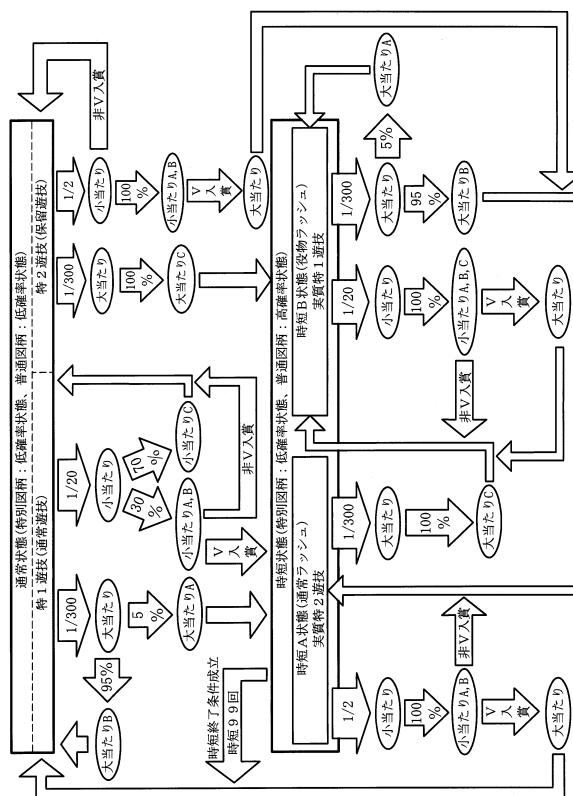 通常状態(特別図柄：低確率状態、普通図柄：低確率状態)
特１遊技(通常遊技)
特２遊技(保留遊技)
1/300
大当たり
95%
大当たりB
5
%
大当たりA
1/20
小当たり
30
%
70
%
小当たりA,B
小当たりC
V
入
賞
非V入賞
1/300
大当たり
100
%
大当たりC
1/2
小当たり
100
%
小当たりA,B
V
入
賞
大当たり
非V入賞
時短終了条件成立
時短９９回
時短状態(特別図柄：低確率状態、普通図柄：高確率状態)
時短A状態(通常ラッシュ)
実質特２遊技
時短B状態(役物ラッシュ)
実質特１遊技
1/2
小当たり
100
%
小当たりA,B
非V入賞
V
入
賞
大当たり
1/300
大当たり
100
%
大当たりC
1/20
小当たり
100
%
小当たりA,B,C
非V入賞
V
入
賞
大当たり
1/300
大当たり
5%
大当たりA
95
%
大当たりB